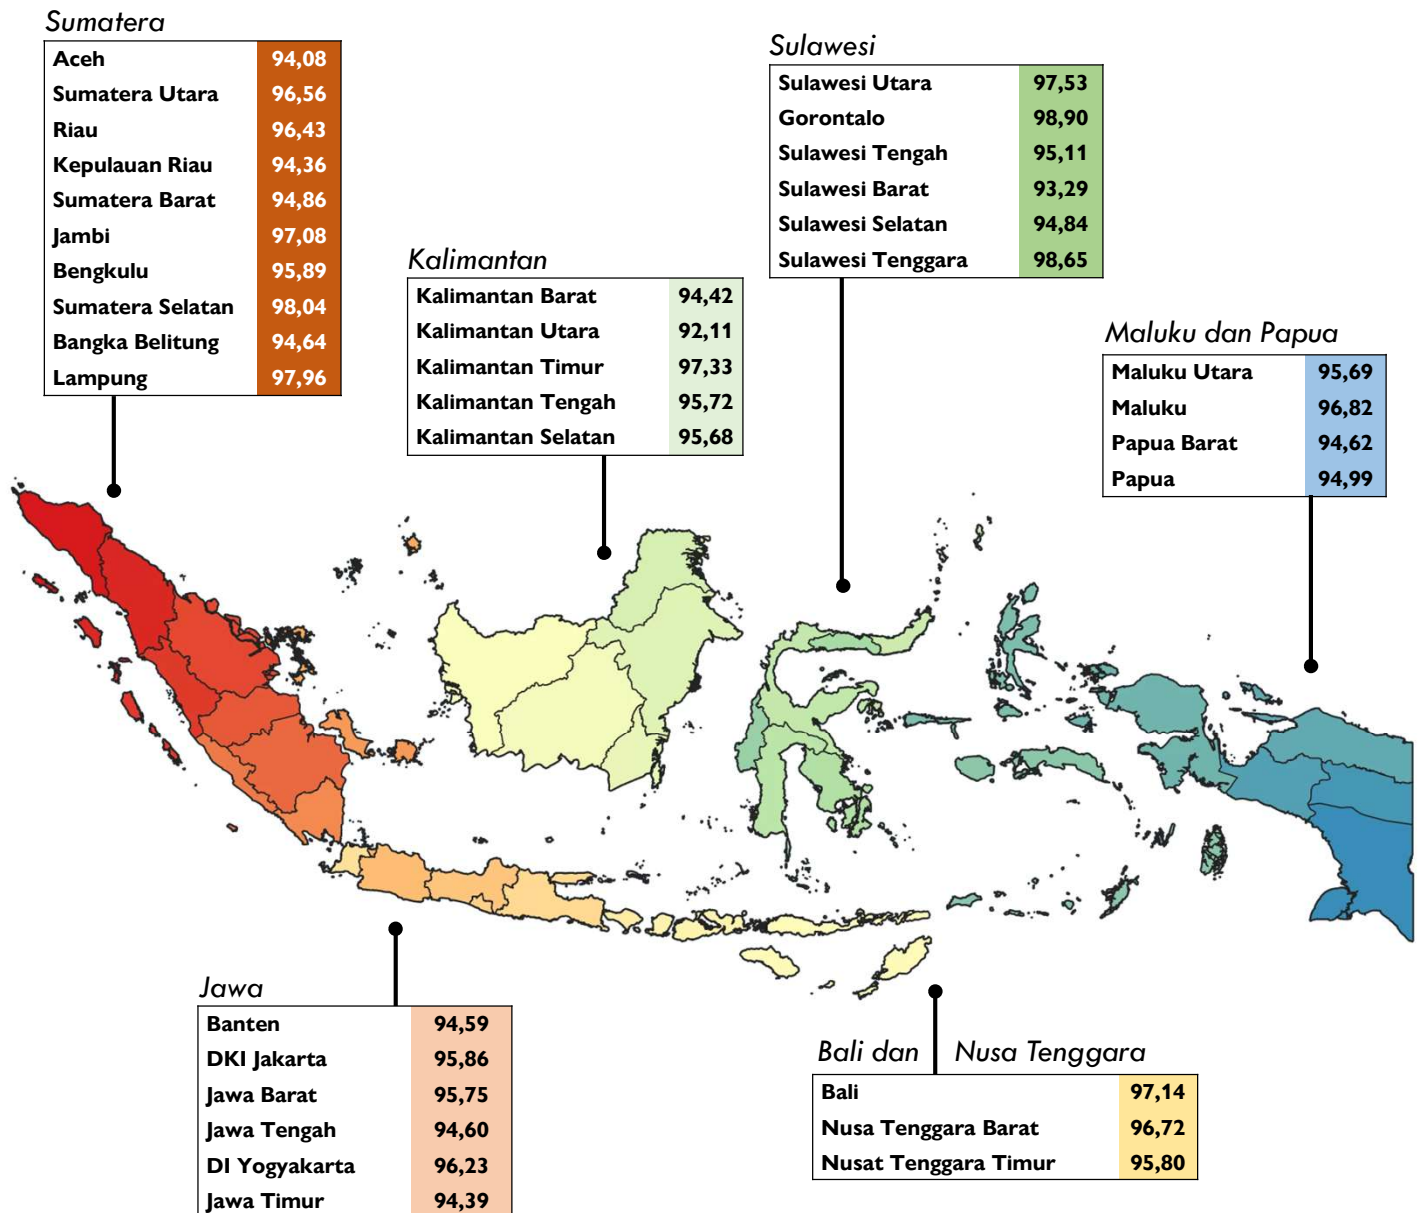 Sumatera
Aceh 94,08
Sumatera Utara 96,56
Riau 96,43
Kepulauan Riau 94,36
Sumatera Barat 94,86
Jambi 97,08
Bengkulu 95,89
Sumatera Selatan 98,04
Bangka Belitung 94,64
Lampung 97,96
Kalimantan
Kalimantan Barat 94,42
Kalimantan Utara 92,11
Kalimantan Timur 97,33
Kalimantan Tengah 95,72
Kalimantan Selatan 95,68
Sulawesi
Sulawesi Utara 97,53
Gorontalo 98,90
Sulawesi Tengah 95,11
Sulawesi Barat 93,29
Sulawesi Selatan 94,84
Sulawesi Tenggara 98,65
Maluku dan Papua
Maluku Utara 95,69
Maluku 96,82
Papua Barat 94,62
Papua 94,99
Jawa
Banten 94,59
DKI Jakarta 95,86
Jawa Barat 95,75
Jawa Tengah 94,60
DI Yogyakarta 96,23
Jawa Timur 94,39
Bali dan Nusa Tenggara
Bali 97,14
Nusa Tenggara Barat 96,72
Nusat Tenggara Timur 95,80